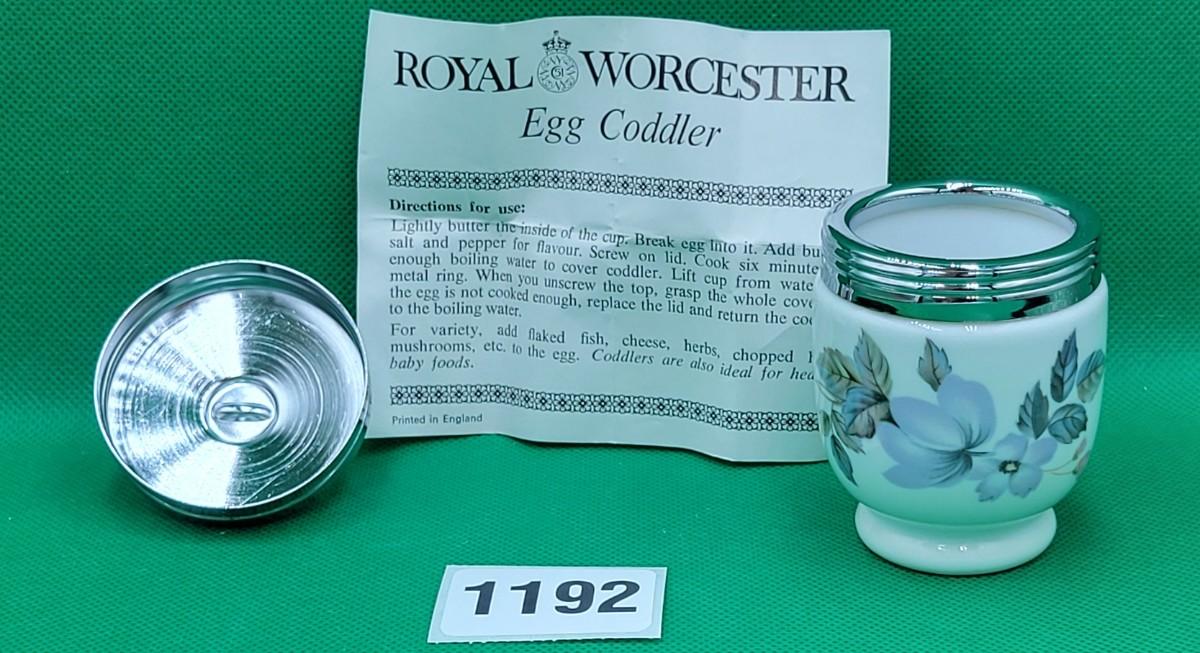 ROYAL WORCESTER
Egg Coddler
Directions for use:
Lightly butter the inside of the cup. Break egg into it. Add
salt and pepper for flavour. Screw on lid. Cook six
enough boiling water to cover coddler. Lift cup from
metal ring. When you unscrew the top, grasp the whole
the egg is not cooked enough, replace the lid and return the
to the boiling water.
For variety, add flaked fish, cheese, herbs, chopped
mushrooms, etc. to the egg. Coddlers are also ideal for
baby foods.
Printed in England
1192